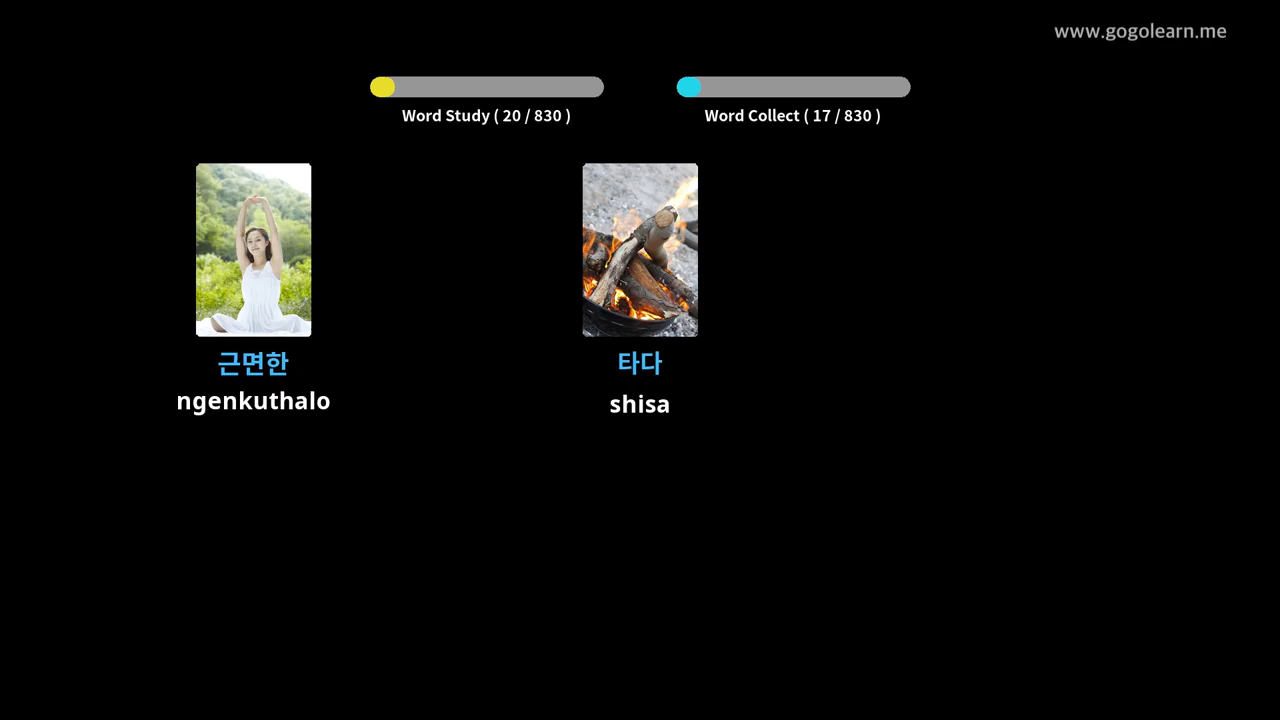 www.gogolearn.me
Word Study ( 20 / 830 )
Word Collect ( 17 / 830 )
근면한
ngenkuthalo
타다
shisa